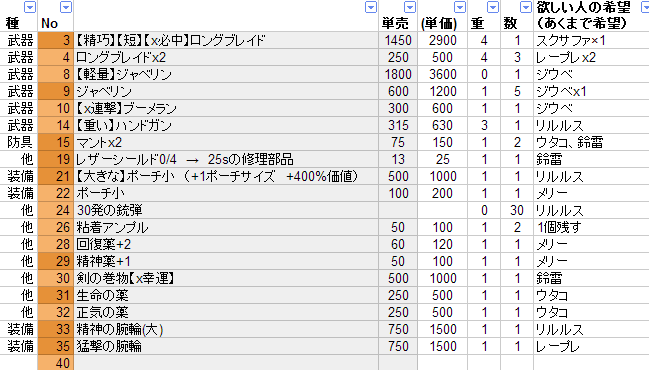 種 No 単売 (単価) 重 数 欲しい人の希望
(あくまで希望)
武器 3 【精巧】【短】【x必中】ロングブレイド 1450 2900 4 1 スクサファ×1
武器 4 ロングブレイドx2 250 500 4 3 レープレx2
武器 8 【軽量】ジャベリン 1800 3600 0 1 ジウベ
武器 9 ジャベリン 600 1200 1 5 ジウベx1
武器 10 【x連撃】ブーメラン 300 600 1 1 ジウベ
武器 14 【重い】ハンドガン 315 630 3 1 リルルス
防具 15 マントx2 75 150 1 2 ウタコ、鈴雷
他 19 レザーシールド0/4 → 25sの修理部品 13 25 1 1 鈴雷
装備 21 【大きな】ポーチ小 (+1ポーチサイズ +400%価値) 500 1000 1 1 リルルス
装備 22 ポーチ小 100 200 1 1 メリー
他 24 30発の銃弾 0 30 リルルス
他 26 粘着アンプル 50 100 1 2 1個残す
他 28 回復薬+2 60 120 1 1 メリー
他 29 精神薬+1 50 100 1 1 メリー
他 30 剣の巻物【x幸運】 500 1000 1 1 鈴雷
他 31 生命の薬 250 500 1 1 ウタコ
他 32 正気の薬 250 500 1 1 ウタコ
装備 33 精神の腕輪(大) 750 1500 1 1 リルルス
装備 35 猛撃の腕輪 750 1500 1 1 レープレ
40